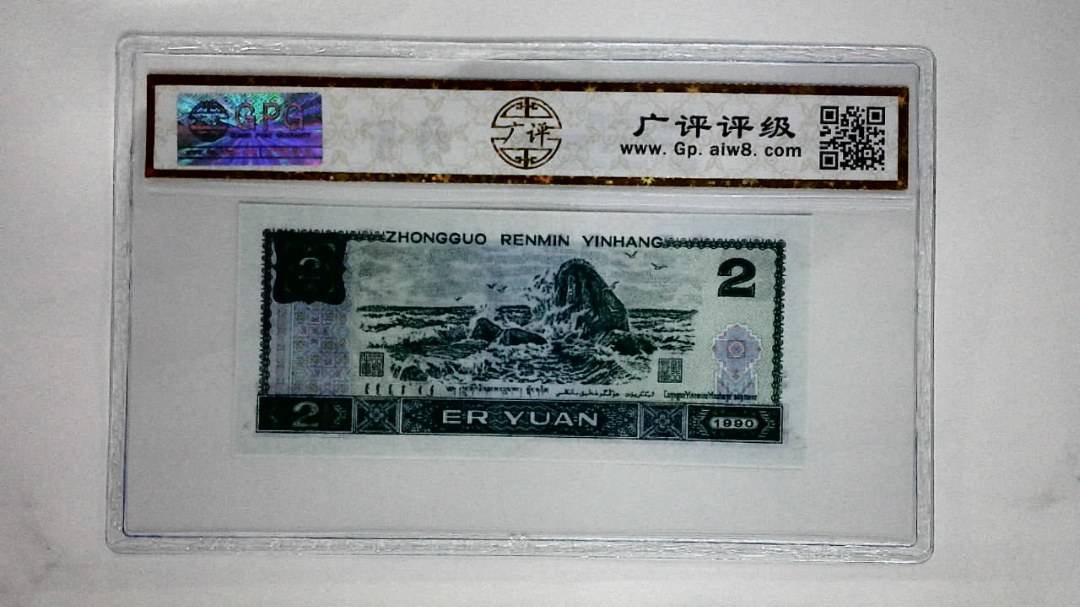 GPG
广评
广评评级
www. Gp. aiw8. com
ZHONGGUO RENMIN YINHANG
2
2
2
ER YUAN
1990